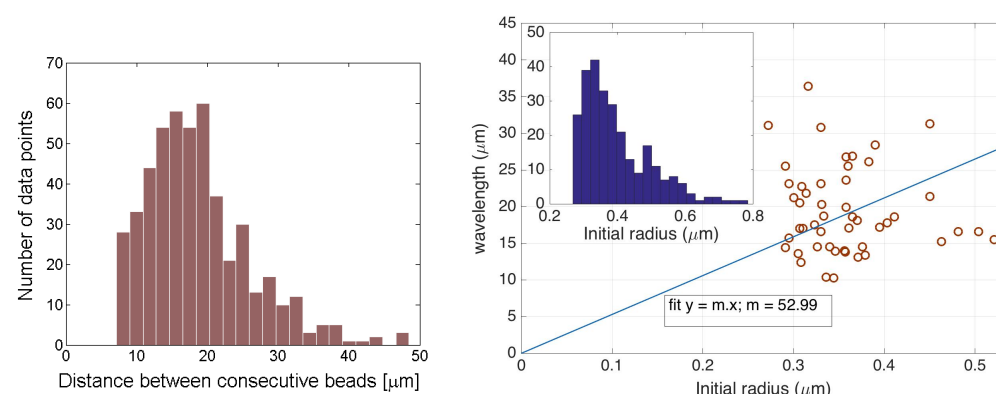 70
60
50
40
30
20
10
0
0 10 20 30 40 50
Number of data points
Distance between consecutive beads [μm]
45
40
35
30
25
20
15
10
5
0
0 0.1 0.2 0.3 0.4 0.5
wavelength (μm)
Initial radius (μm)
50
40
30
20
10
0
0.2 0.4 0.6 0.8
Initial radius (μm)
fit y = m.x; m = 52.99